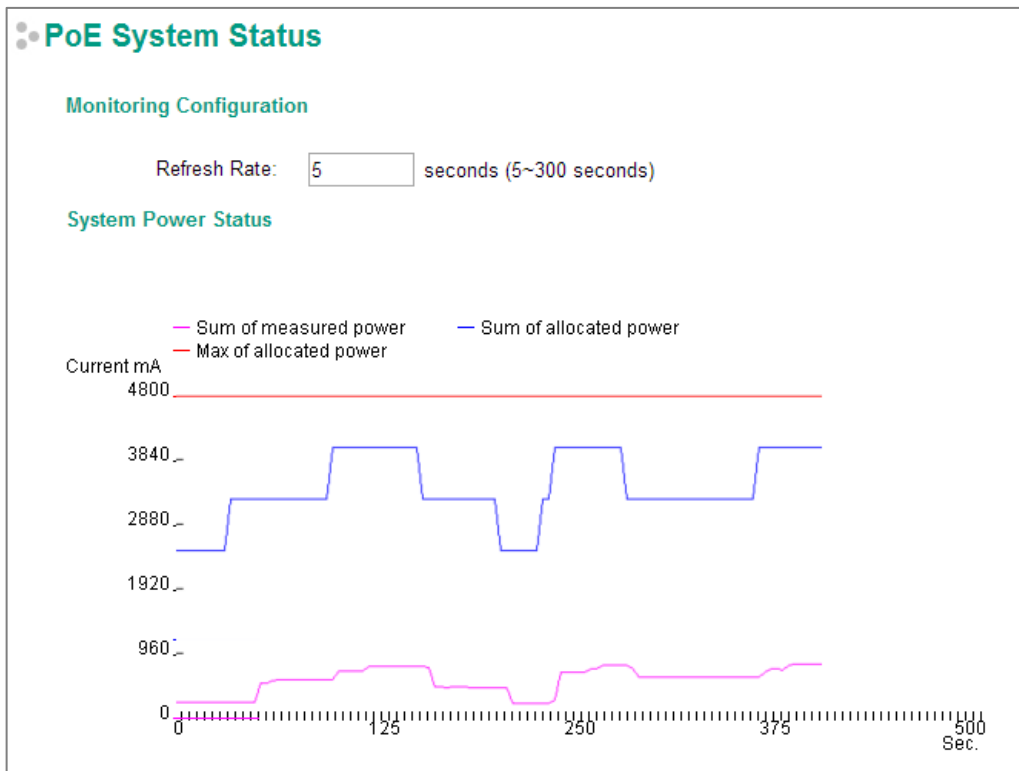 PoE System Status
Monitoring Configuration
Refresh Rate: 5 seconds (5~300 seconds)
System Power Status
Sum of measured power Sum of allocated power
Max of allocated power
Current mA
4800
3840
2880
1920
960
0
0 125 250 375 500
Sec.